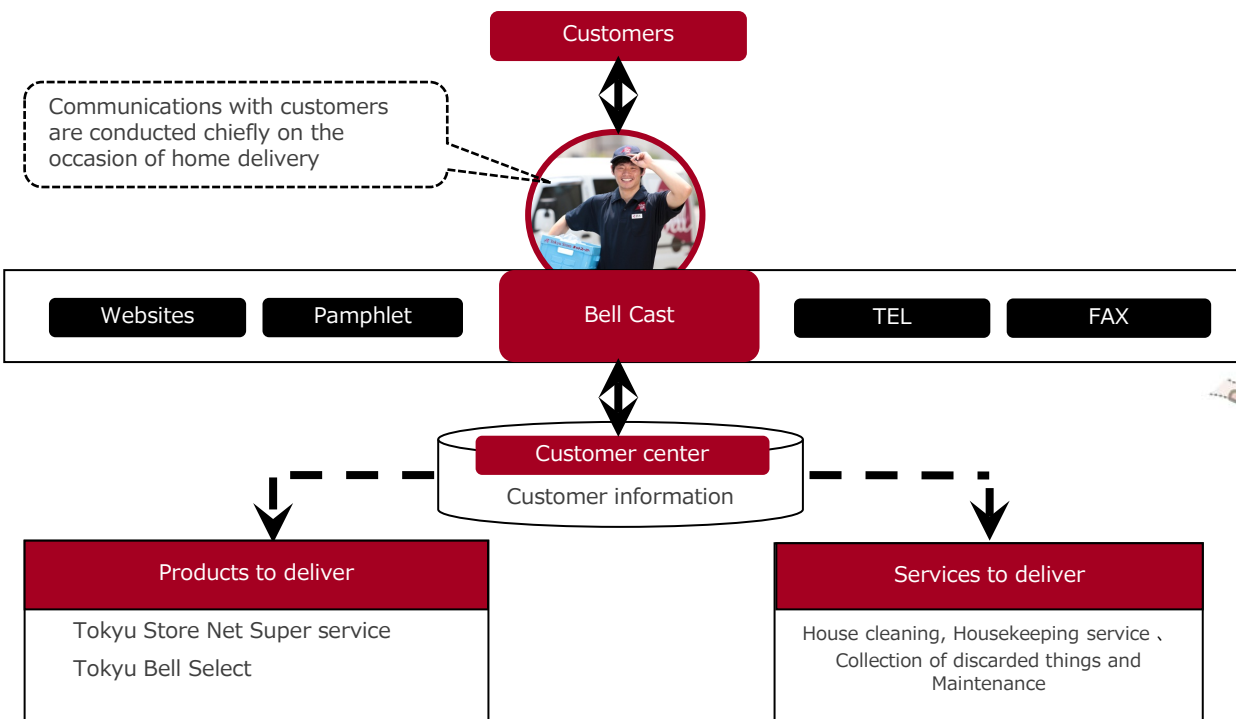 Customers
Communications with customers
are conducted chiefly on the
occasion of home delivery
Websites
Pamphlet
Bell Cast
TEL
FAX
Customer center
Customer information
Products to deliver
Tokyu Store Net Super service
Tokyu Bell Select
Services to deliver
House cleaning, Housekeeping service 、
Collection of discarded things and
Maintenance